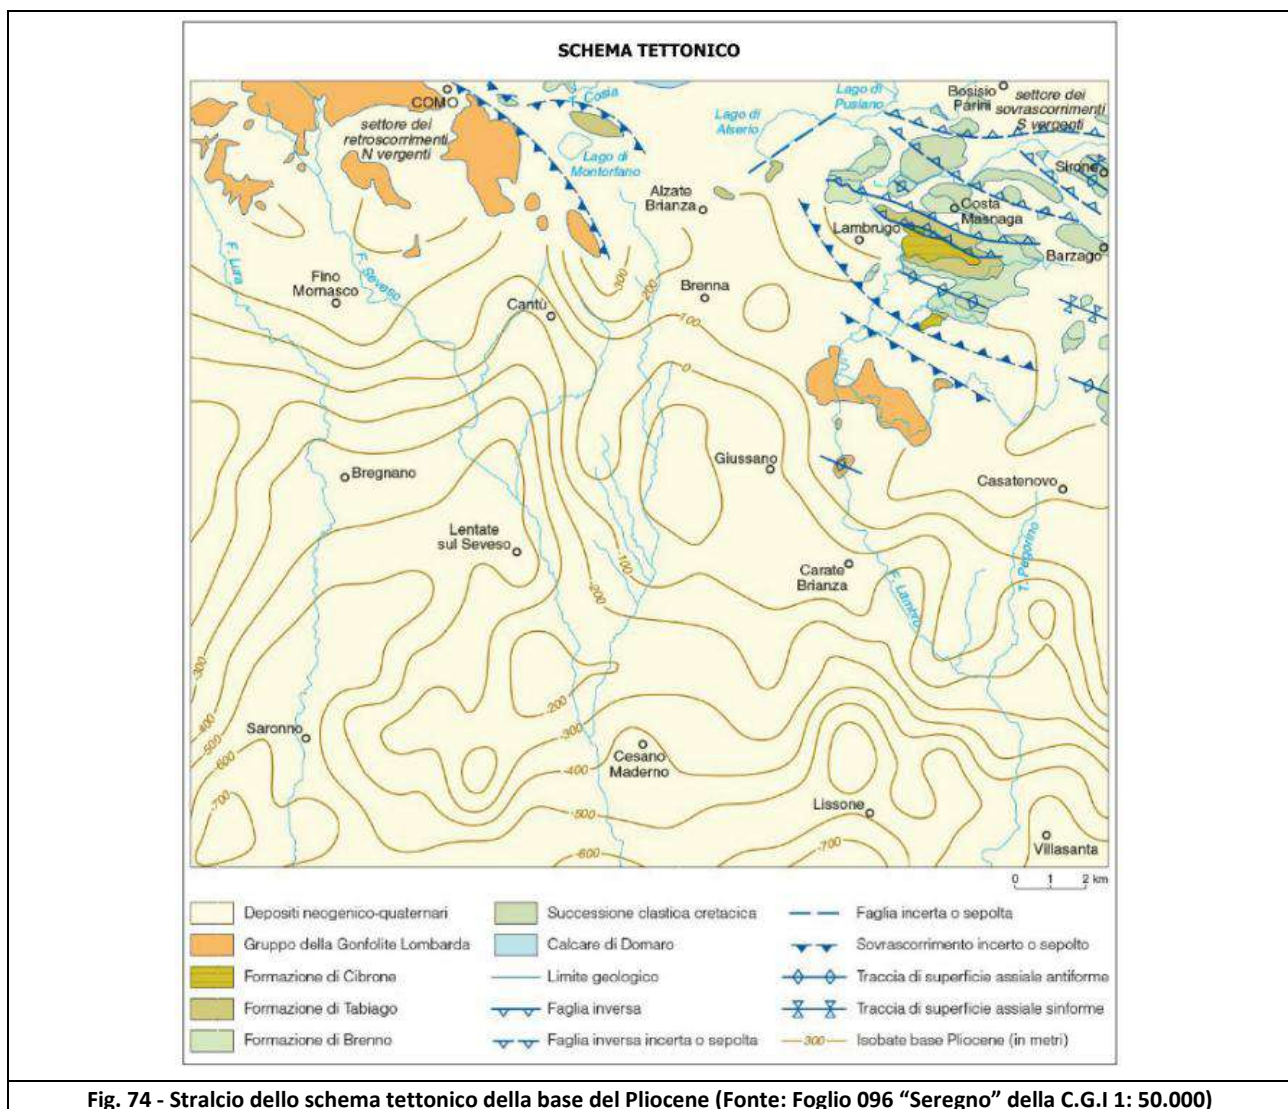 SCHEMA TETTONICO
COMO
T. Cosia
Lago di
Pusiano
Bosisio
Parini
settore dei
sovrascorrimenti
S vergenti
settore dei
retroscorrimenti
N vergenti
Lago di
Alserio
Lago di
Montorfano
Sirone
Alzate
Brianza
Costa
Masnaga
Lambrugo
Barzago
F. Lura
F. Seveso
Fino
Mornasco
300
200
Brenna
Cantù
100
0
Bregnano
Giussano
Casatenovo
Lentate
sul Seveso
-100
-200
Carate
Brianza
F. Lambro
T. Pegorino
-300
-400
-500
-600
-700
Saronno
-200
-300
-400
-500
-600
Cesano
Maderno
Lissone
-700
Villasanta
0 1 2 km
Depositi neogenico-quaternari
Gruppo della Gonfolite Lombarda
Formazione di Cibrone
Formazione di Tabiago
Formazione di Brenno
Successione clastica cretacica
Calcare di Domaro
Limite geologico
Faglia inversa
Faglia inversa incerta o sepolta
Faglia incerta o sepolta
Sovrascorrimento incerto o sepolto
Traccia di superficie assiale antiforme
Traccia di superficie assiale sinforme
300 Isobate base Pliocene (in metri)
Fig. 74 - Stralcio dello schema tettonico della base del Pliocene (Fonte: Foglio 096 “Seregno” della C.G.I 1: 50.000)